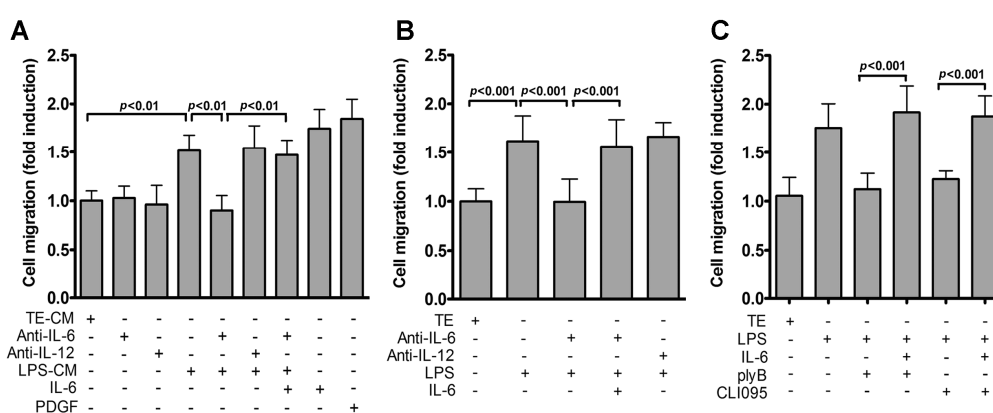 A
Cell migration (fold induction)
2.5
2.0
1.5
1.0
0.5
0.0
p<0.01
p<0.01
p<0.01
TE-CM + - - - - - - - -
Anti-IL-6 - + - - + - + - -
Anti-IL-12 - - + - - + - - -
LPS-CM - - - + + + + - -
IL-6 - - - - - - + + -
PDGF - - - - - - - - +
B
Cell migration (fold induction)
2.5
2.0
1.5
1.0
0.5
0.0
p<0.001
p<0.001
p<0.001
TE + - - - -
Anti-IL-6 - - + + -
Anti-IL-12 - - - - +
LPS - + + + +
IL-6 - - - + -
C
Cell migration (fold induction)
2.5
2.0
1.5
1.0
0.5
0.0
p<0.001
p<0.001
TE + - - - - -
LPS - + + + + +
IL-6 - - - + - +
plyB - - + + - -
CLI095 - - - - + +